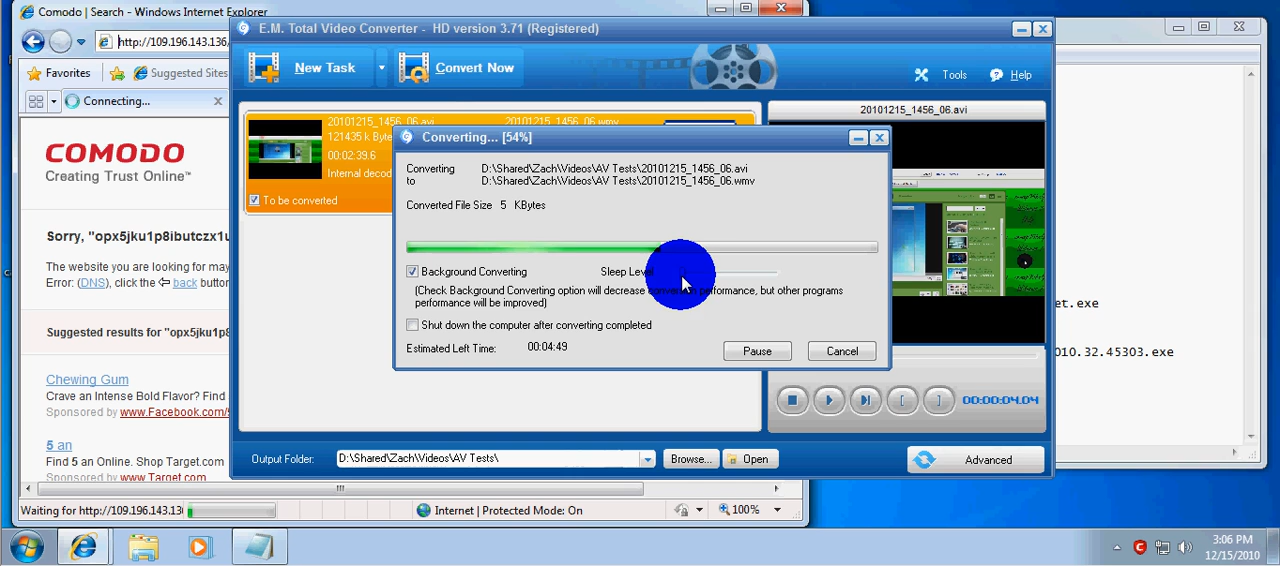 Comodo | Search - Windows Internet Explorer
http://109.196.143.136/
Favorites
Suggested Sites
Connecting...
COMODO
Creating Trust Online™
Sorry, "opx5jku1p8ibutczx1u
The website you are looking for may
Error: (DNS), click the back button
Suggested results for "opx5jku1p8
Chewing Gum
Crave an Intense Bold Flavor? Find
Sponsored by www.Facebook.com/
5 an
Find 5 an Online. Shop Target.com
Sponsored by www.Target.com
Waiting for http://109.196.143.13
Internet | Protected Mode: On
100%
E.M. Total Video Converter - HD version 3.71 (Registered)
New Task
Convert Now
Tools
Help
20101215_1456_06.avi
20101215_1456_06.wmv
121435 k Byte
00:02:39.6
Internal decod
To be converted
20101215_1456_06.avi
Converting... [54%]
Converting D:\Shared\Zach\Videos\AV Tests\20101215_1456_06.avi
to D:\Shared\Zach\Videos\AV Tests\20101215_1456_06.wmv
Converted File Size 5 KBytes
Background Converting
Sleep Level
(Check Background Converting option will decrease performance, but other programs
performance will be improved)
Shut down the computer after converting completed
Estimated Left Time: 00:04:49
Pause
Cancel
00:00:04.04
Output Folder:
D:\Shared\Zach\Videos\AV Tests\
Browse...
Open
Advanced
et.exe
010.32.45303.exe
3:06 PM
12/15/2010